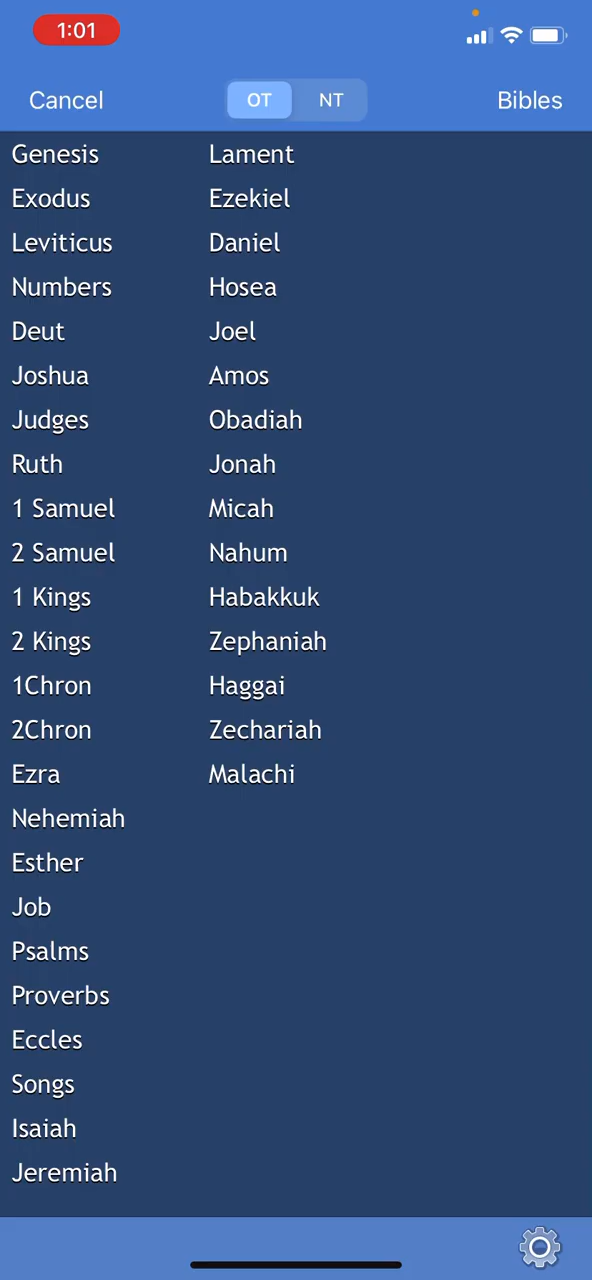 1:01
Cancel OT NT Bibles
Genesis
Exodus
Leviticus
Numbers
Deut
Joshua
Judges
Ruth
1 Samuel
2 Samuel
1 Kings
2 Kings
1Chron
2Chron
Ezra
Nehemiah
Esther
Job
Psalms
Proverbs
Eccles
Songs
Isaiah
Jeremiah
Lament
Ezekiel
Daniel
Hosea
Joel
Amos
Obadiah
Jonah
Micah
Nahum
Habakkuk
Zephaniah
Haggai
Zechariah
Malachi